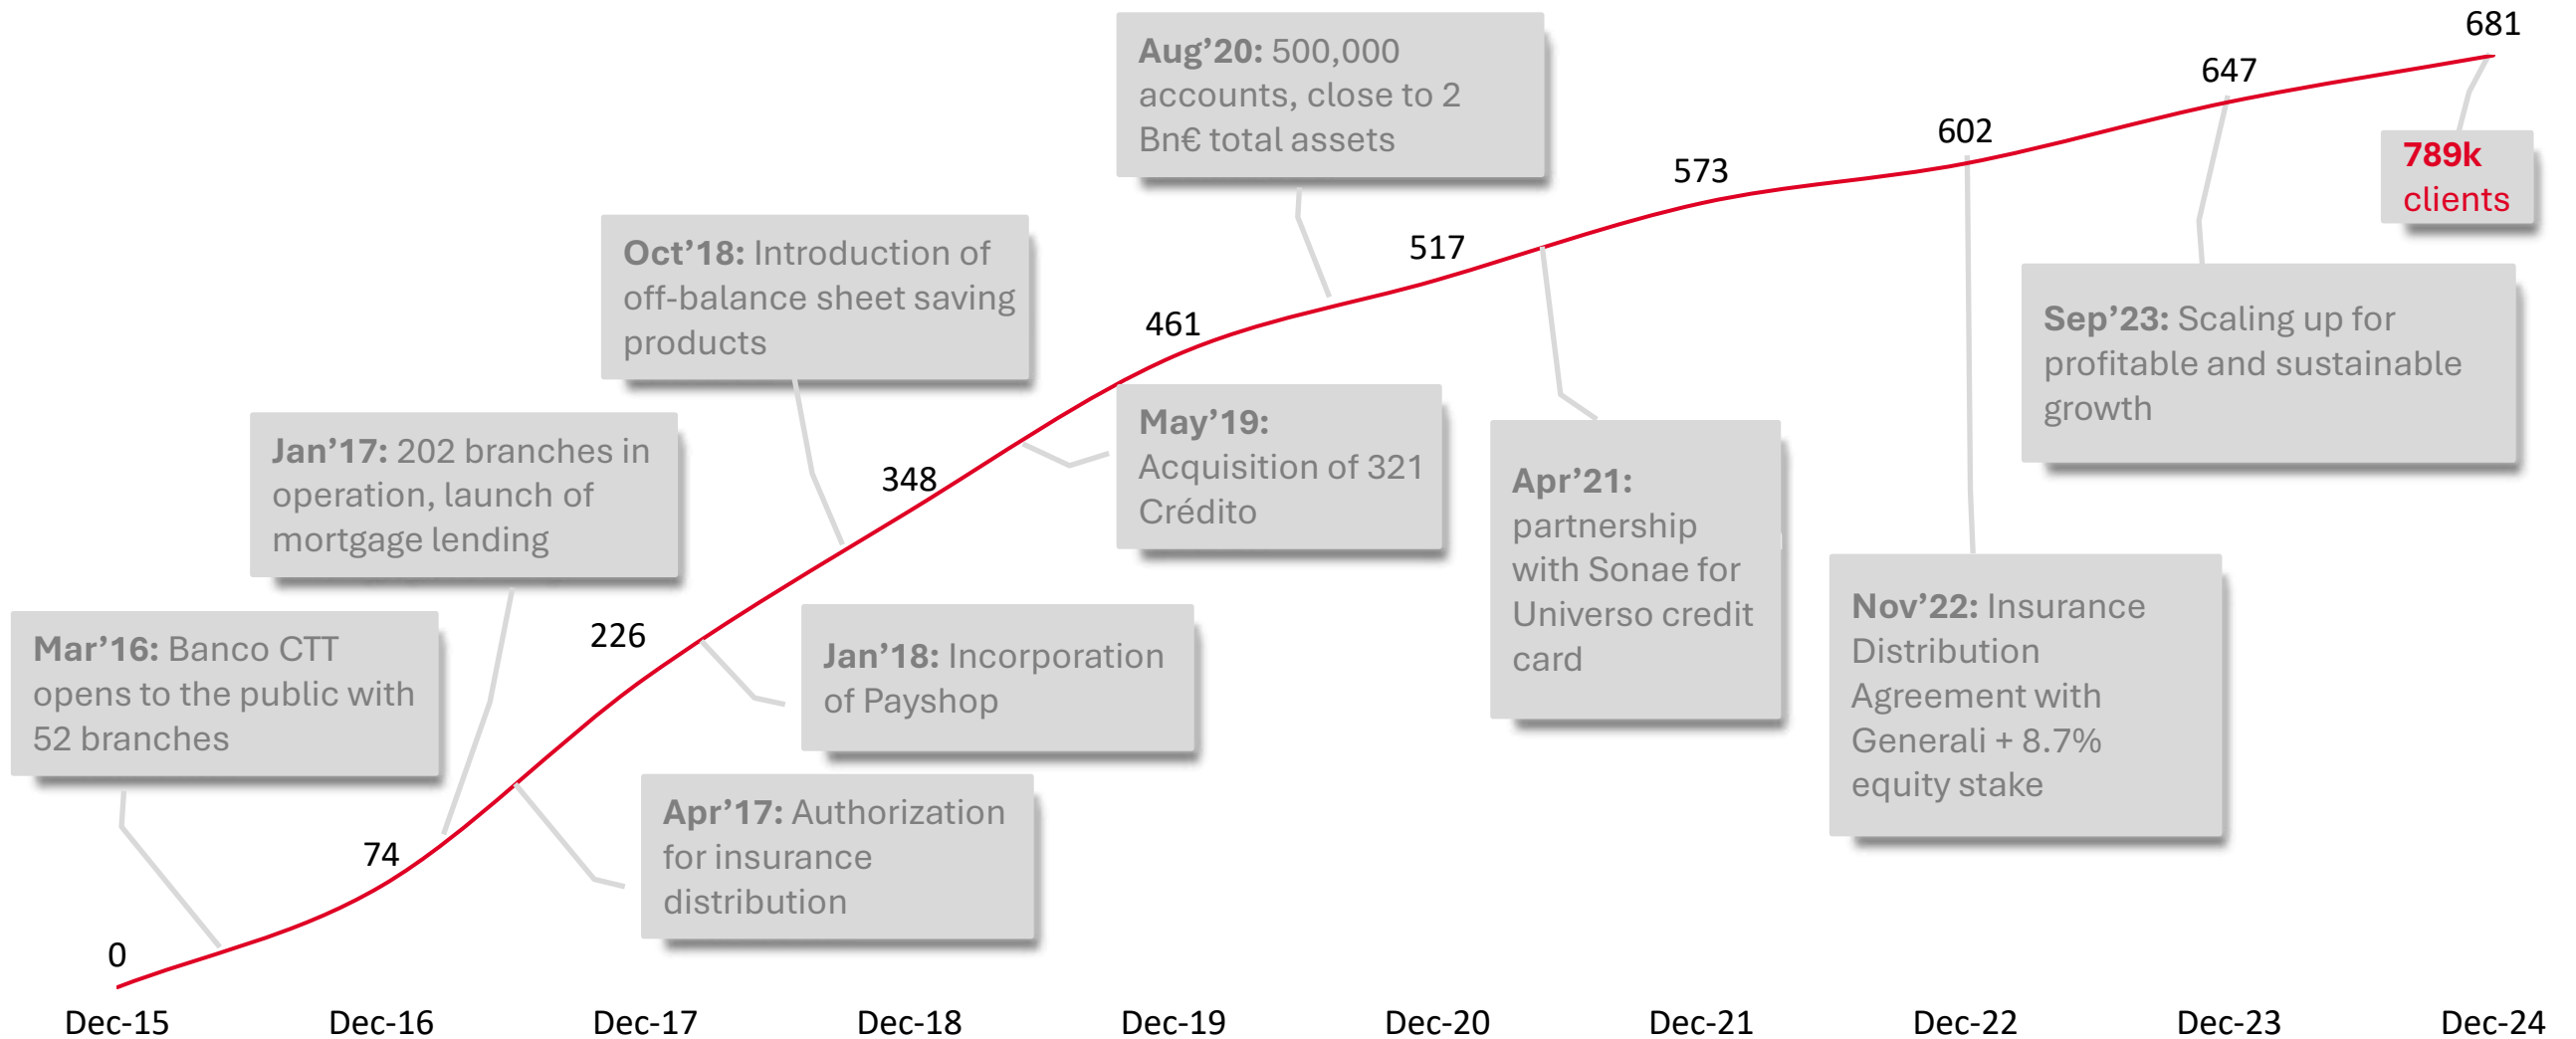 681
647
602
573
517
461
348
226
74
0
Aug’20: 500,000
accounts, close to 2
Bn€ total assets
789k
clients
Oct’18: Introduction of
off-balance sheet saving
products
Sep’23: Scaling up for
profitable and sustainable
growth
May’19:
Acquisition of 321
Crédito
Jan’17: 202 branches in
operation, launch of
mortgage lending
Apr’21:
partnership
with Sonae for
Universo credit
card
Nov’22: Insurance
Distribution
Agreement with
Generali + 8.7%
equity stake
Mar’16: Banco CTT
opens to the public with
52 branches
Jan’18: Incorporation
of Payshop
Apr’17: Authorization
for insurance
distribution
Dec-15
Dec-16
Dec-17
Dec-18
Dec-19
Dec-20
Dec-21
Dec-22
Dec-23
Dec-24